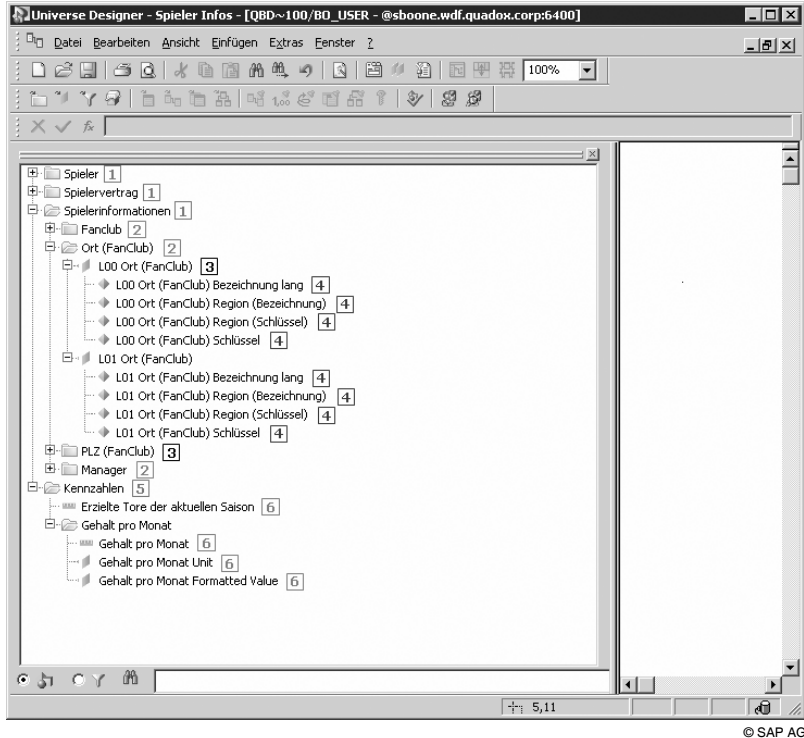 Universe Designer - Spieler Infos - [QBD~100/BO_USER - @sboone.wdf.quadox.corp:6400]
Datei Bearbeiten Ansicht Einfügen Extras Fenster ?
100%
Spieler 1
Spielervertrag 1
Spielerinformationen 1
Fanclub 2
Ort (FanClub) 2
L00 Ort (FanClub) 3
L00 Ort (FanClub) Bezeichnung lang 4
L00 Ort (FanClub) Region (Bezeichnung) 4
L00 Ort (FanClub) Region (Schlüssel) 4
L00 Ort (FanClub) Schlüssel 4
L01 Ort (FanClub)
L01 Ort (FanClub) Bezeichnung lang 4
L01 Ort (FanClub) Region (Bezeichnung) 4
L01 Ort (FanClub) Region (Schlüssel) 4
L01 Ort (FanClub) Schlüssel 4
PLZ (FanClub) 3
Manager 2
Kennzahlen 5
Erzielte Tore der aktuellen Saison 6
Gehalt pro Monat
Gehalt pro Monat 6
Gehalt pro Monat Unit 6
Gehalt pro Monat Formatted Value 6
5,11
© SAP AG